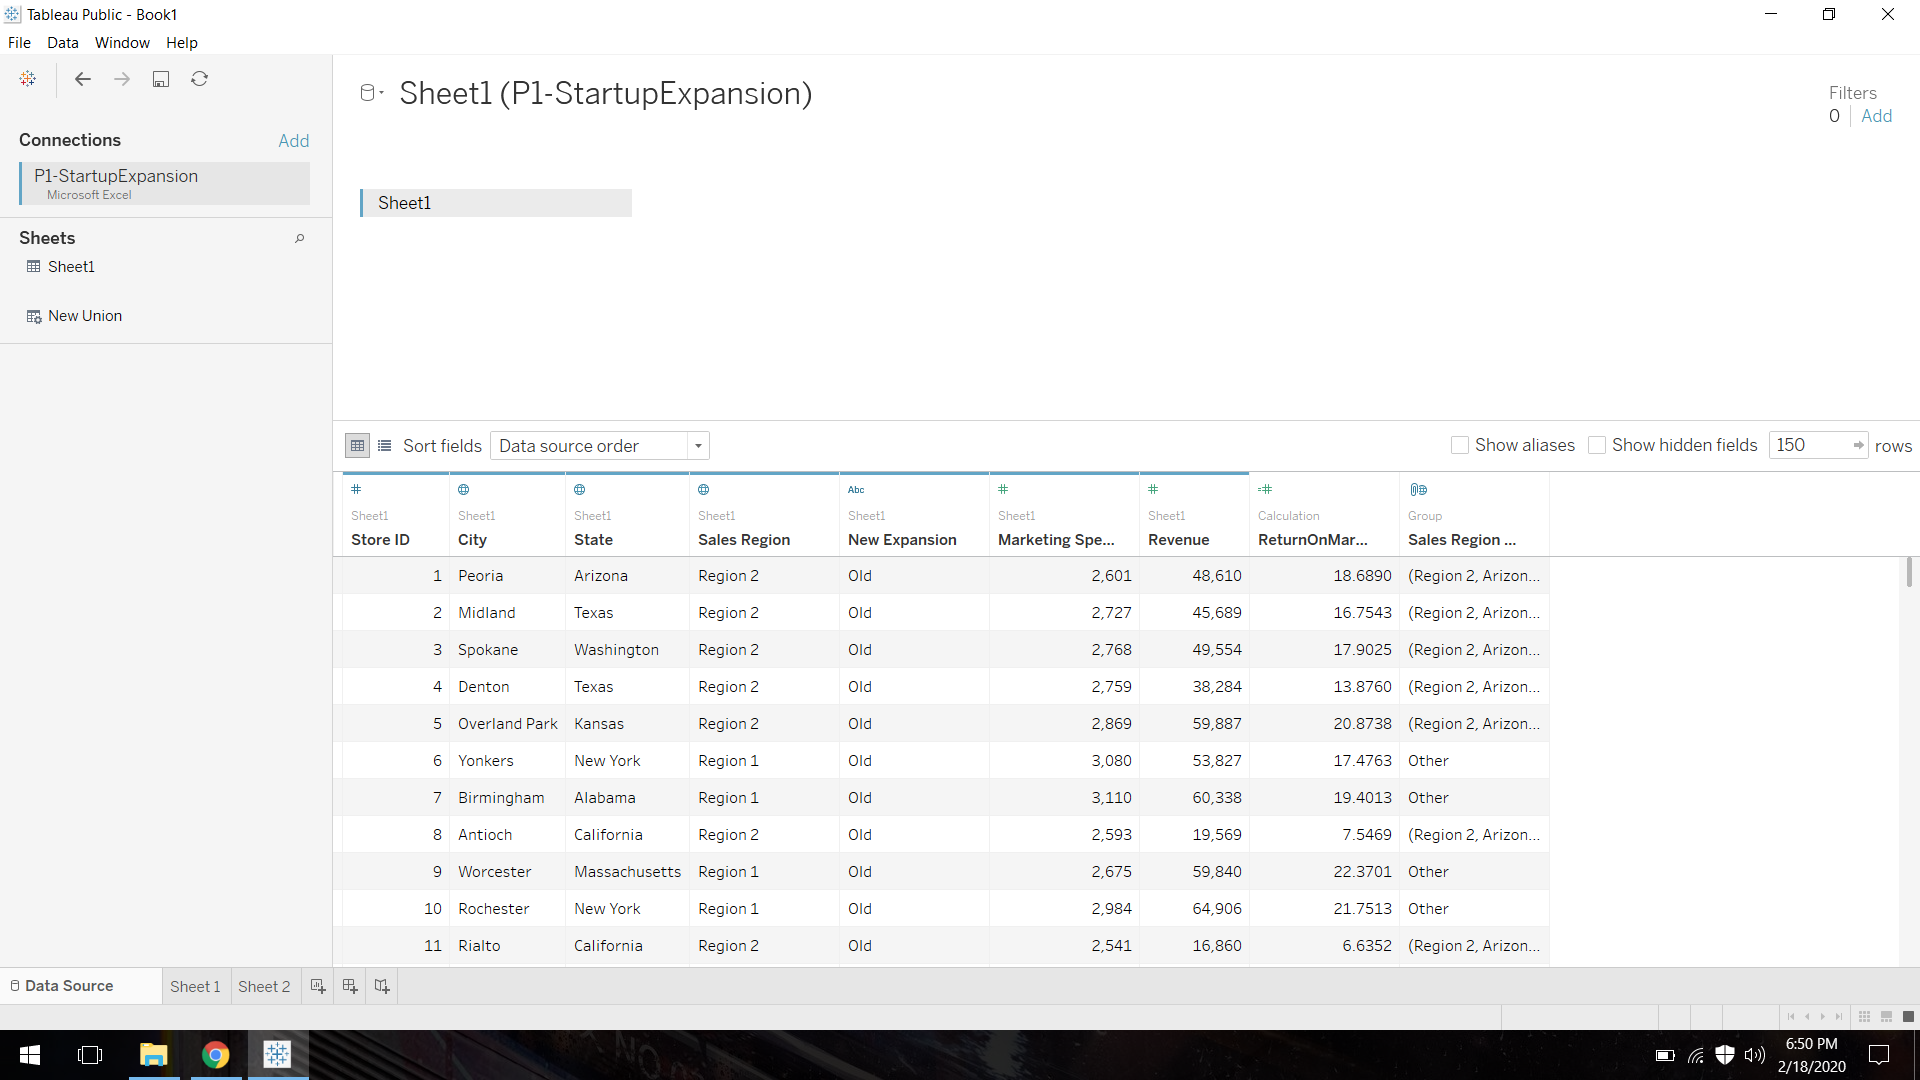 Tableau Public - Book1
File Data Window Help
Connections Add
P1-StartupExpansion
Microsoft Excel
Sheets
Sheet1
New Union
Sheet1 (P1-StartupExpansion)
Filters
0 Add
Sheet1
Sort fields Data source order Show aliases Show hidden fields 150 rows
# Abc # # =#
Sheet1 Sheet1 Sheet1 Sheet1 Sheet1 Sheet1 Sheet1 Calculation Group
Store ID City State Sales Region New Expansion Marketing Spe... Revenue ReturnOnMar... Sales Region ...
1 Peoria Arizona Region 2 Old 2,601 48,610 18.6890 (Region 2, Arizon...
2 Midland Texas Region 2 Old 2,727 45,689 16.7543 (Region 2, Arizon...
3 Spokane Washington Region 2 Old 2,768 49,554 17.9025 (Region 2, Arizon...
4 Denton Texas Region 2 Old 2,759 38,284 13.8760 (Region 2, Arizon...
5 Overland Park Kansas Region 2 Old 2,869 59,887 20.8738 (Region 2, Arizon...
6 Yonkers New York Region 1 Old 3,080 53,827 17.4763 Other
7 Birmingham Alabama Region 1 Old 3,110 60,338 19.4013 Other
8 Antioch California Region 2 Old 2,593 19,569 7.5469 (Region 2, Arizon...
9 Worcester Massachusetts Region 1 Old 2,675 59,840 22.3701 Other
10 Rochester New York Region 1 Old 2,984 64,906 21.7513 Other
11 Rialto California Region 2 Old 2,541 16,860 6.6352 (Region 2, Arizon...
Data Source Sheet 1 Sheet 2
6:50 PM
2/18/2020